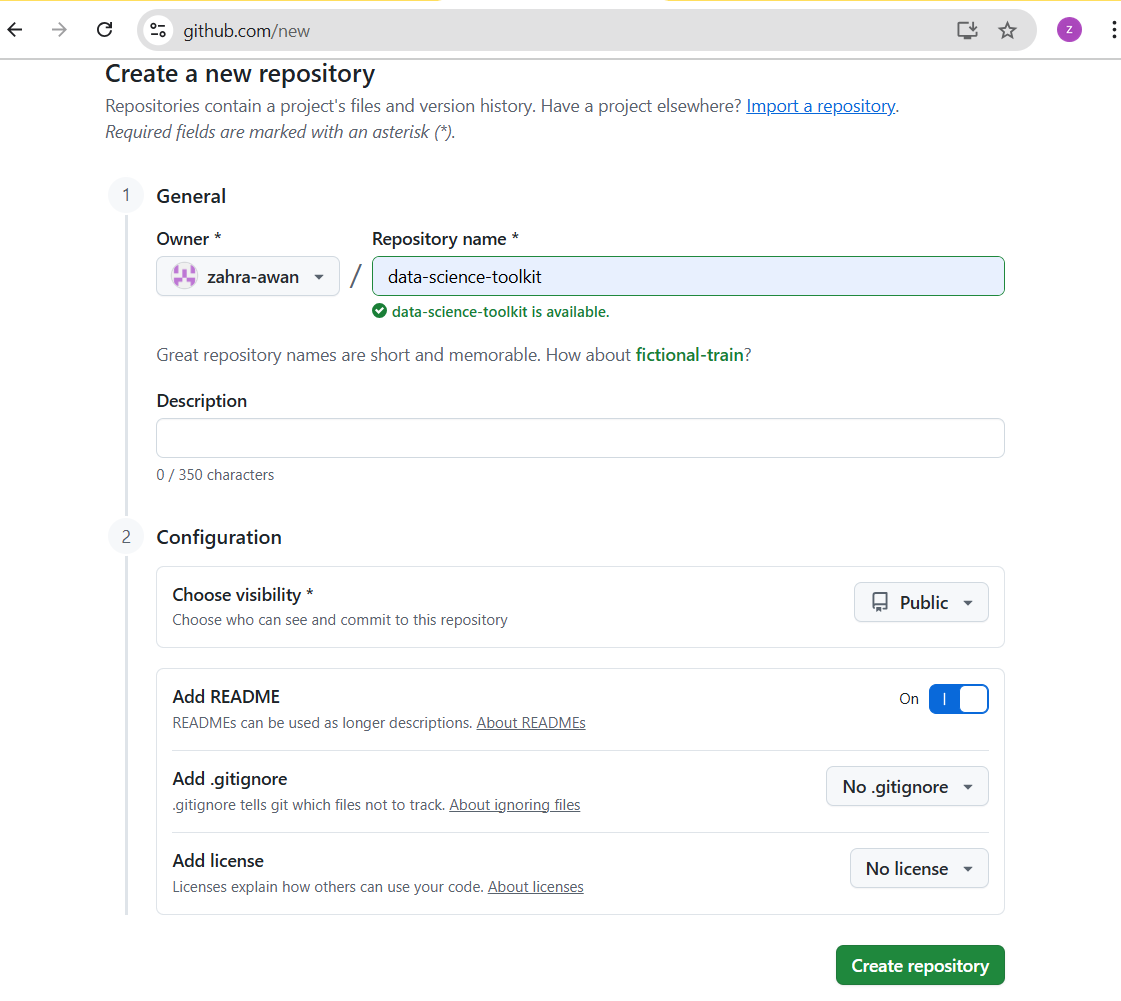 github.com/new
z
Create a new repository
Repositories contain a project's files and version history. Have a project elsewhere? Import a repository.
Required fields are marked with an asterisk (*).
1 General
Owner * Repository name *
zahra-awan / data-science-toolkit
data-science-toolkit is available.
Great repository names are short and memorable. How about fictional-train?
Description
0 / 350 characters
2 Configuration
Choose visibility *
Public
Choose who can see and commit to this repository
Add README
On
READMEs can be used as longer descriptions. About READMEs
Add .gitignore
No .gitignore
.gitignore tells git which files not to track. About ignoring files
Add license
No license
Licenses explain how others can use your code. About licenses
Create repository